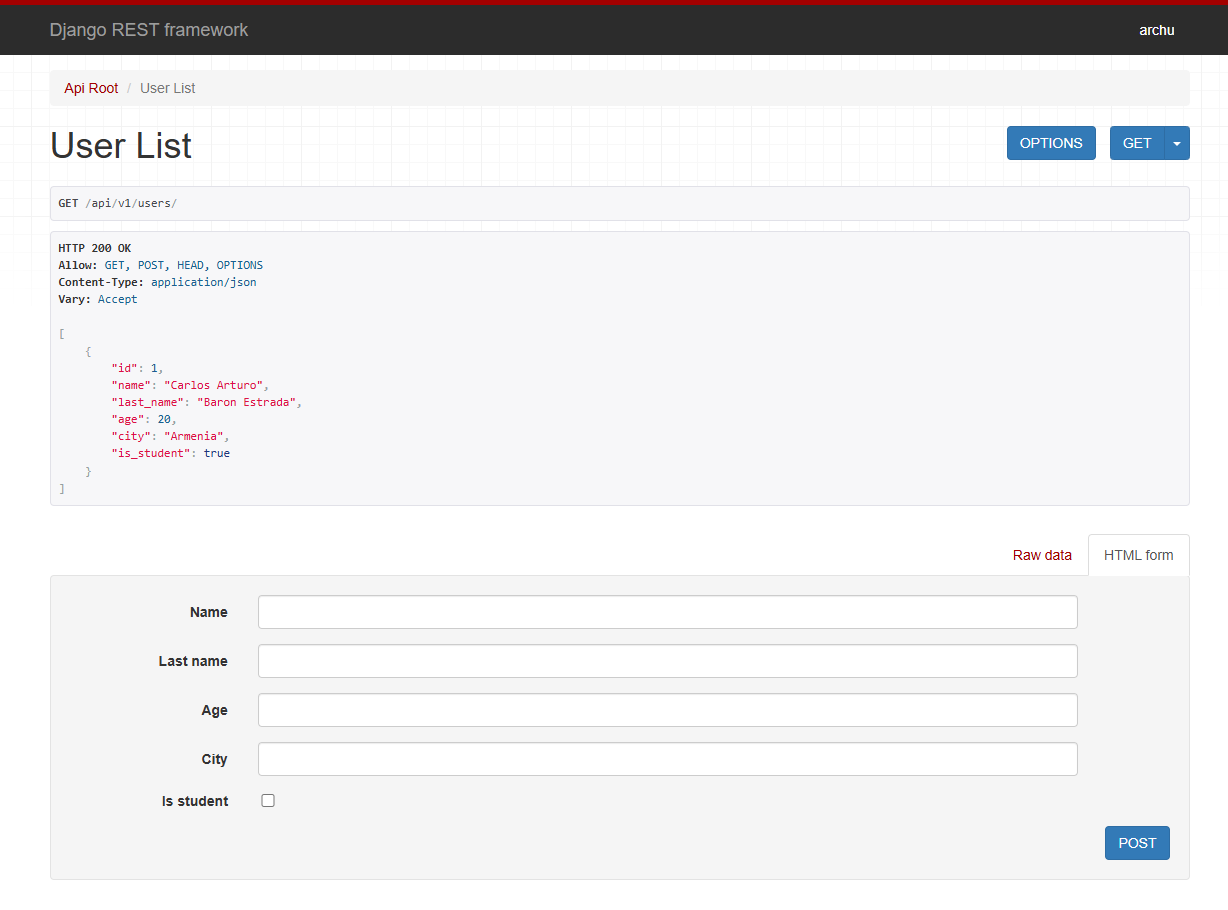 Django REST framework
archu
Api Root / User List
User List
OPTIONS
GET
GET /api/v1/users/
HTTP 200 OK
Allow: GET, POST, HEAD, OPTIONS
Content-Type: application/json
Vary: Accept
[
    {
        "id": 1,
        "name": "Carlos Arturo",
        "last_name": "Baron Estrada",
        "age": 20,
        "city": "Armenia",
        "is_student": true
    }
]
Raw data
HTML form
Name
Last name
Age
City
Is student
POST